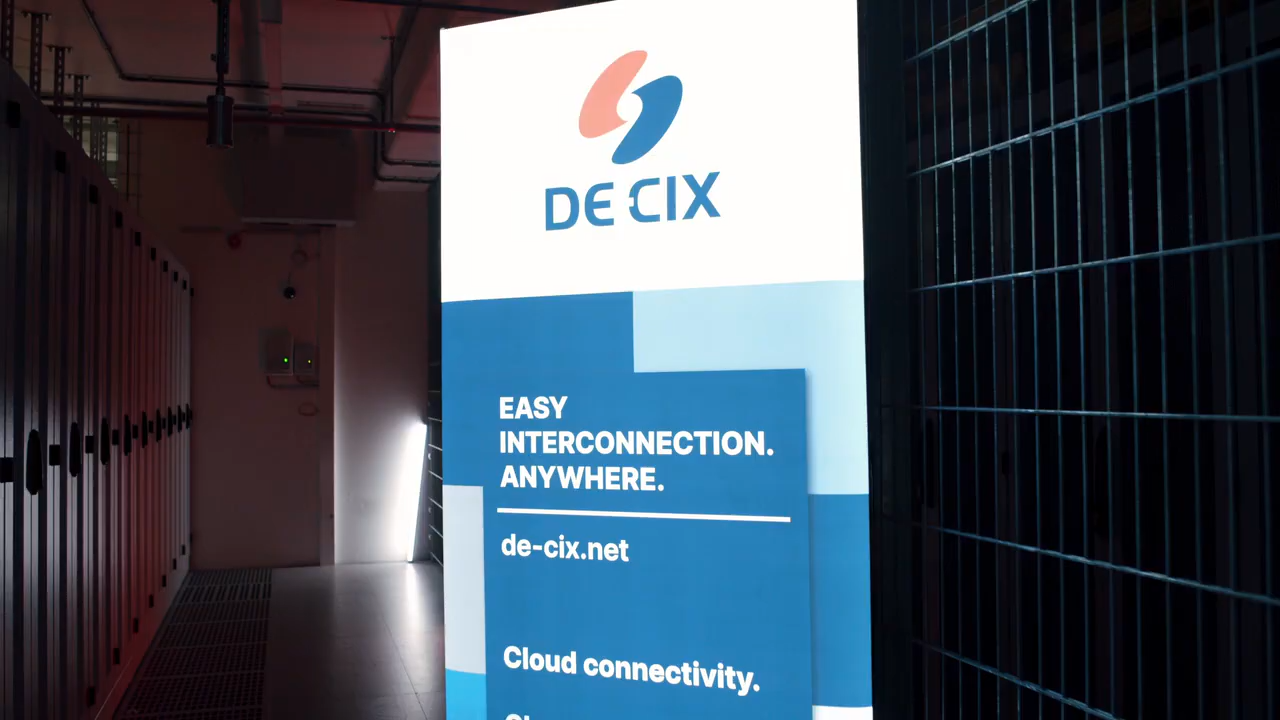 DE CIX
EASY
INTERCONNECTION.
ANYWHERE.
de-cix.net
Cloud connectivity.